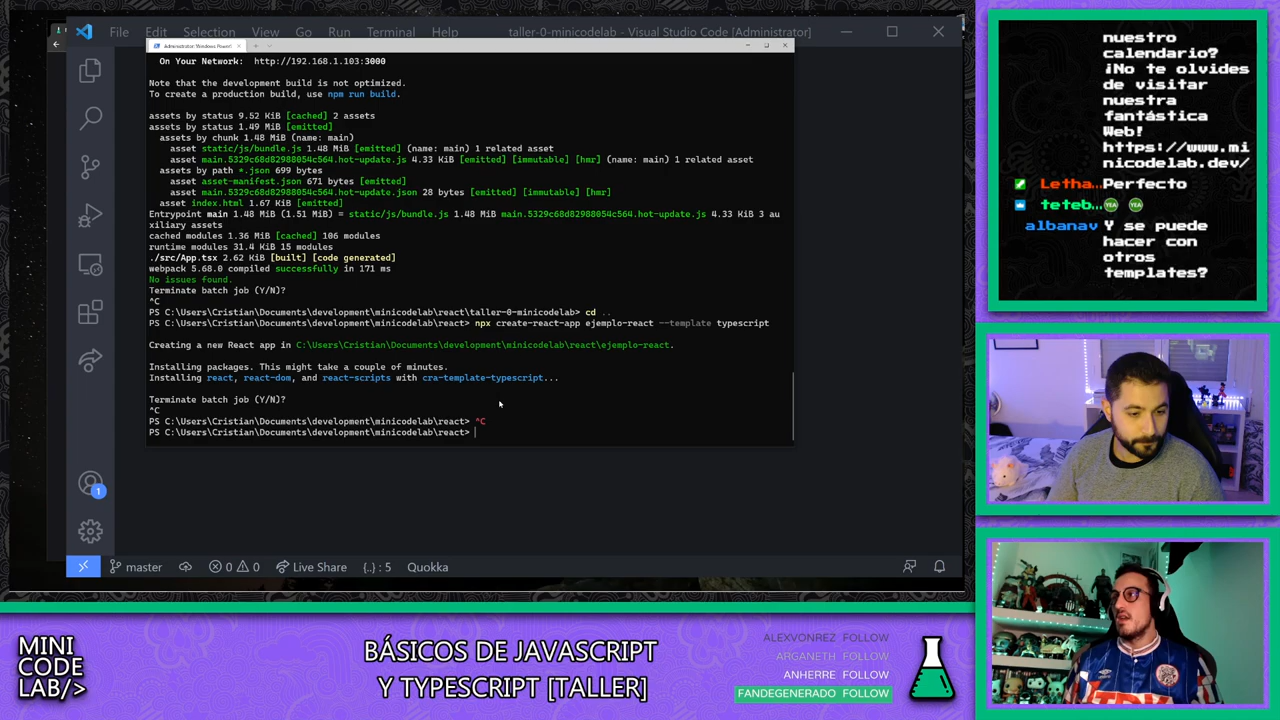 File Edit Selection View Go Run Terminal Help taller-0-minicodelab - Visual Studio Code [Administrator]
Administrator: Windows PowerS
On Your Network: http://192.168.1.103:3000
Note that the development build is not optimized.
To create a production build, use npm run build.
assets by status 9.52 KiB [cached] 2 assets
assets by status 1.49 MiB [emitted]
assets by chunk 1.48 MiB (name: main)
asset static/js/bundle.js 1.48 MiB [emitted] (name: main) 1 related asset
asset main.5329c68d82988054c564.hot-update.js 4.33 KiB [emitted] [immutable] [hmr] (name: main) 1 related asset
assets by path *.json 699 bytes
asset asset-manifest.json 671 bytes [emitted]
asset main.5329c68d82988054c564.hot-update.json 28 bytes [emitted] [immutable] [hmr]
asset index.html 1.67 KiB [emitted]
Entrypoint main 1.48 MiB (1.51 MiB) = static/js/bundle.js 1.48 MiB main.5329c68d82988054c564.hot-update.js 4.33 KiB 3 au
xiliary assets
cached modules 1.36 MiB [cached] 106 modules
runtime modules 31.4 KiB 15 modules
./src/App.tsx 2.62 KiB [built] [code generated]
webpack 5.68.0 compiled successfully in 171 ms
No issues found.
Terminate batch job (Y/N)?
^C
PS C:\Users\Cristian\Documents\development\minicodelab\react\taller-0-minicodelab> cd ..
PS C:\Users\Cristian\Documents\development\minicodelab\react> npx create-react-app ejemplo-react --template typescript
Creating a new React app in C:\Users\Cristian\Documents\development\minicodelab\react\ejemplo-react.
Installing packages. This might take a couple of minutes.
Installing react, react-dom, and react-scripts with cra-template-typescript...
Terminate batch job (Y/N)?
^C
PS C:\Users\Cristian\Documents\development\minicodelab\react> ^C
PS C:\Users\Cristian\Documents\development\minicodelab\react>
1
master 0 0 Live Share {..} : 5 Quokka
nuestro
calendario?
¡No te olvides
de visitar
nuestra
fantástica
Web!
https://www.mi
nicodelab.dev/
Letha... Perfecto
teteb... YEA YEA
albanav Y se puede
hacer con
otros
templates?
MINI
CODE
LAB/>
BÁSICOS DE JAVASCRIPT
Y TYPESCRIPT [TALLER]
ALEXVONREZ FOLLOW
ARGANETH FOLLOW
ANHERRE FOLLOW
FANDEGENERADO FOLLOW